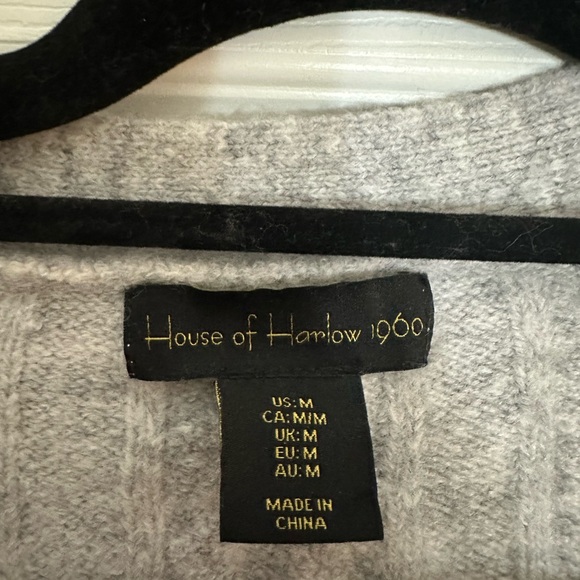 House of Harlow 1960
US: M
CA: M/M
UK: M
EU: M
AU: M
MADE IN
CHINA